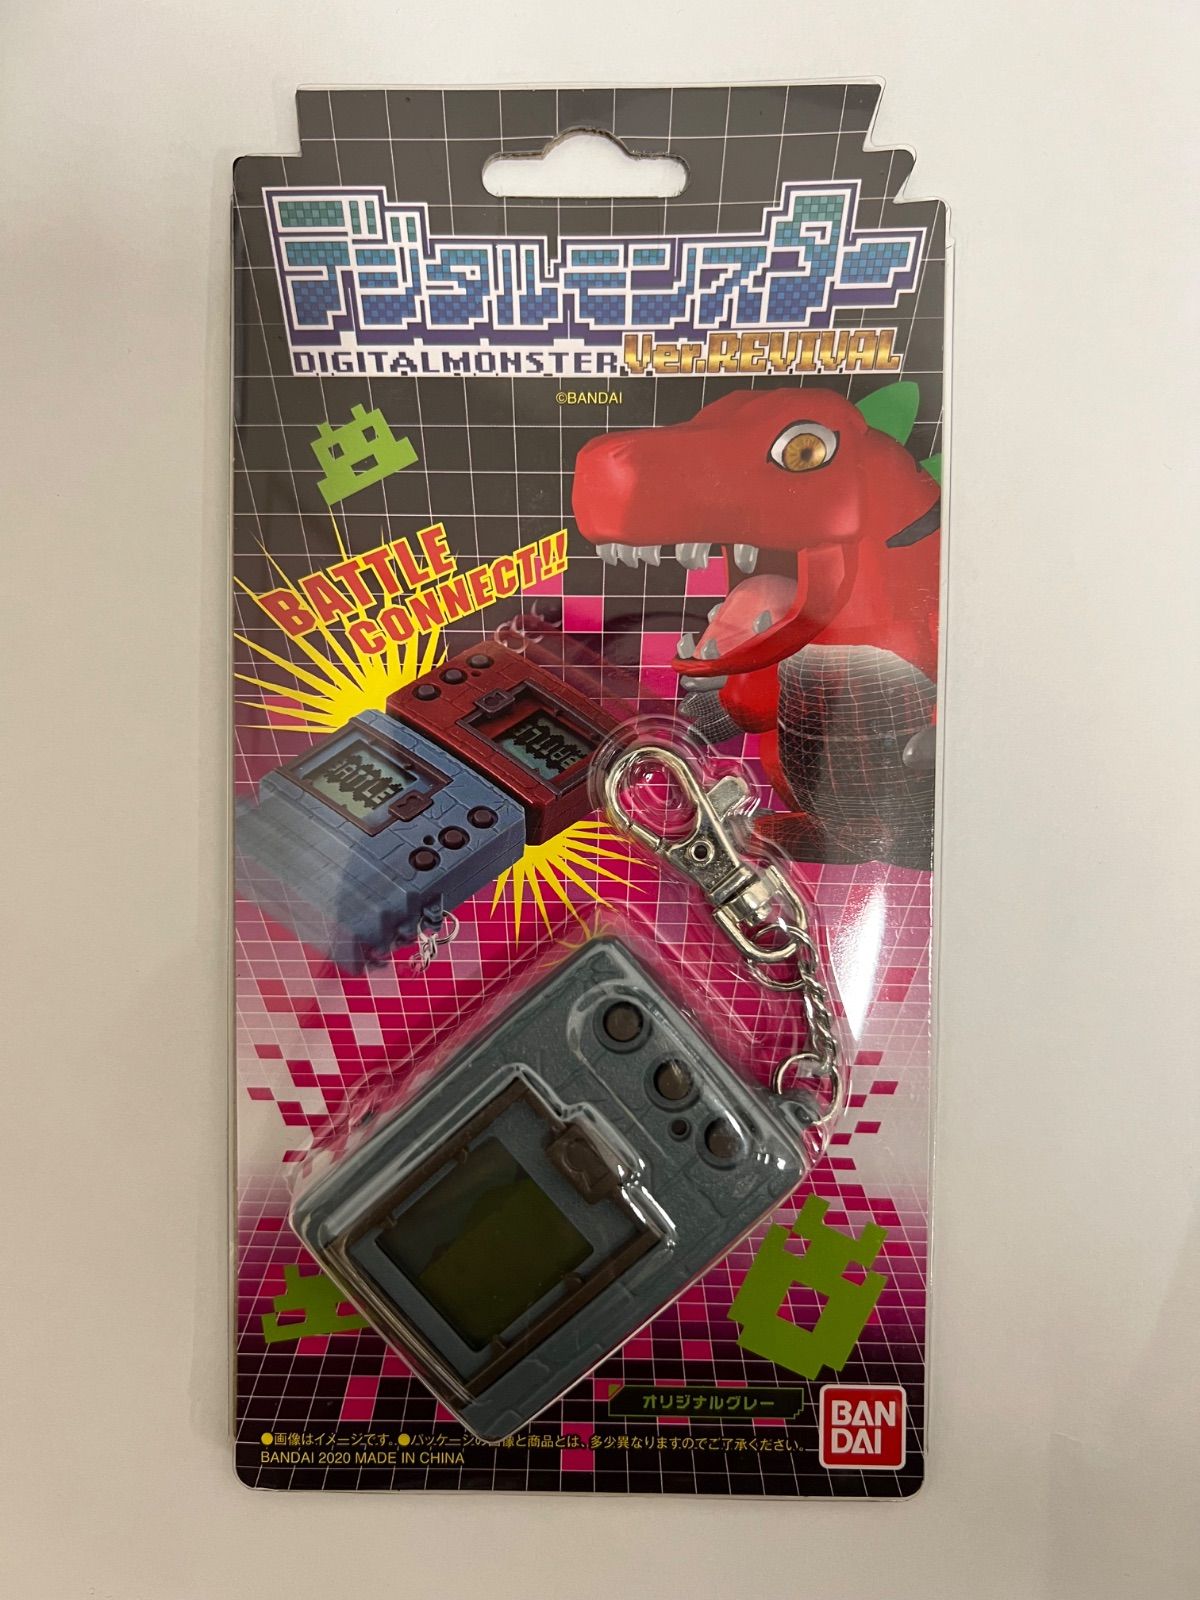 デジタルモンスター
DIGITALMONSTER Ver.REVIVAL
©BANDAI
BATTLE
CONNECT!!
BATTLE
オリジナルグレー
BAN
DAI
●画像はイメージです。●パッケージの画像と商品とは、多少異なりますのでご了承ください。
BANDAI 2020 MADE IN CHINA